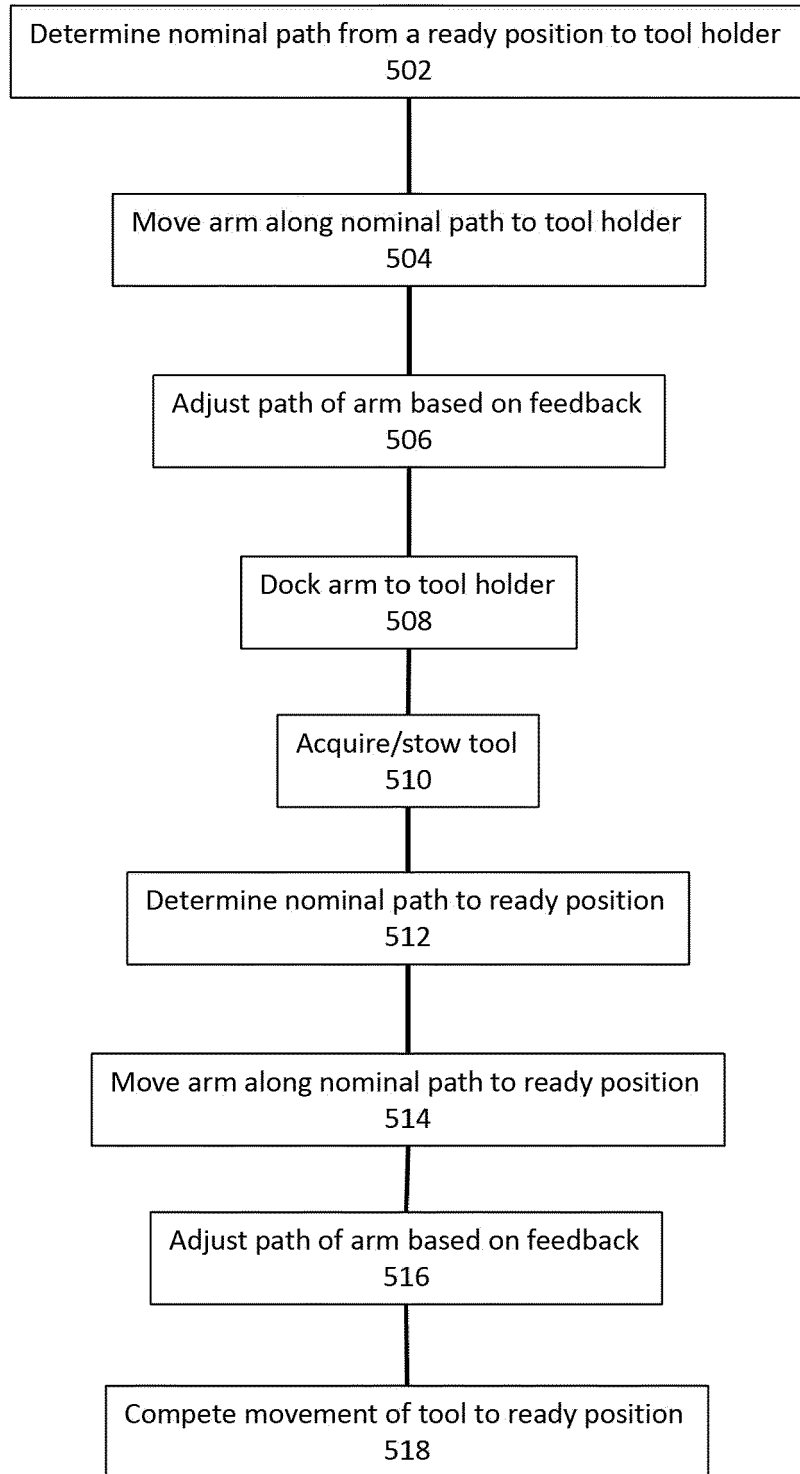 Determine nominal path from a ready position to tool holder
502
Move arm along nominal path to tool holder
504
Adjust path of arm based on feedback
506
Dock arm to tool holder
508
Acquire/stow tool
510
Determine nominal path to ready position
512
Move arm along nominal path to ready position
514
Adjust path of arm based on feedback
516
Compete movement of tool to ready position
518